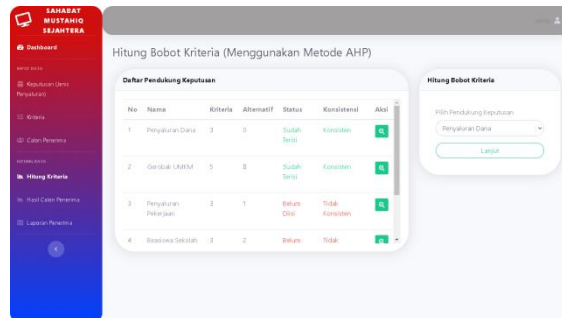 SAHABAT
MUSTAHIQ
SEJAHTERA
Dashboard
INPUT DATA
Keputusan (Jenis
Penyaluran)
Kriteria
Calon Penerima
Hitung Kriteria
Hasil Calon Penerima
Laporan Penerima
Hitung Bobot Kriteria (Menggunakan Metode AHP)
Daftar Pendukung Keputusan
No Nama Kriteria Alternatif Status Konsistensi Aksi
1 Penyaluran Dana 3 3 Sudah Konsisten
Terisi
2 Gerobak UMKM 5 8 Sudah Konsisten
Terisi
3 Penyaluran 3 1 Belum Tidak
Pekerjaan Diisi Konsisten
4 Beasiswa Sekolah 3 2 Belum Tidak
Hitung Bobot Kriteria
Pilih Pendukung Keputusan
Penyaluran Dana
Lanjut